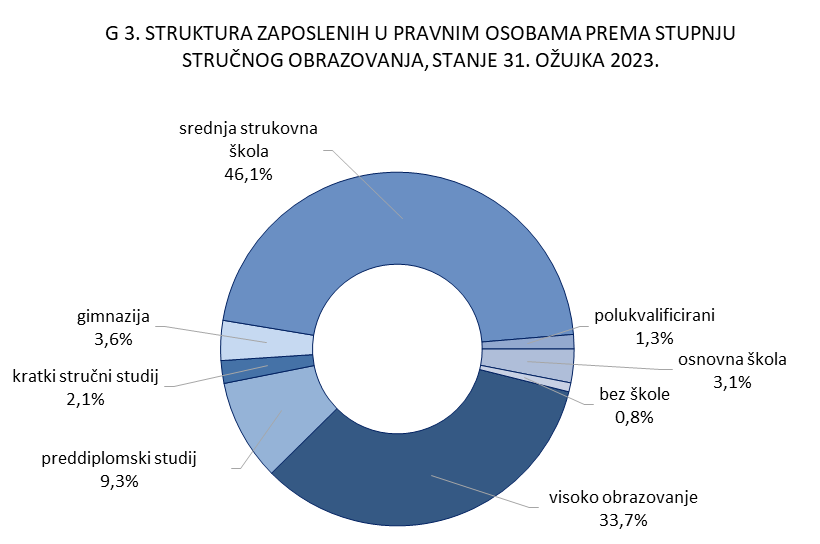 G 3. STRUKTURA ZAPOSLENIH U PRAVNIM OSOBAMA PREMA STUPNJU
STRUČNOG OBRAZOVANJA, STANJE 31. OŽUJKA 2023.
srednja strukovna
škola
46,1%
polukvalificirani
1,3%
osnovna škola
3,1%
bez škole
0,8%
visoko obrazovanje
33,7%
preddiplomski studij
9,3%
kratki stručni studij
2,1%
gimnazija
3,6%